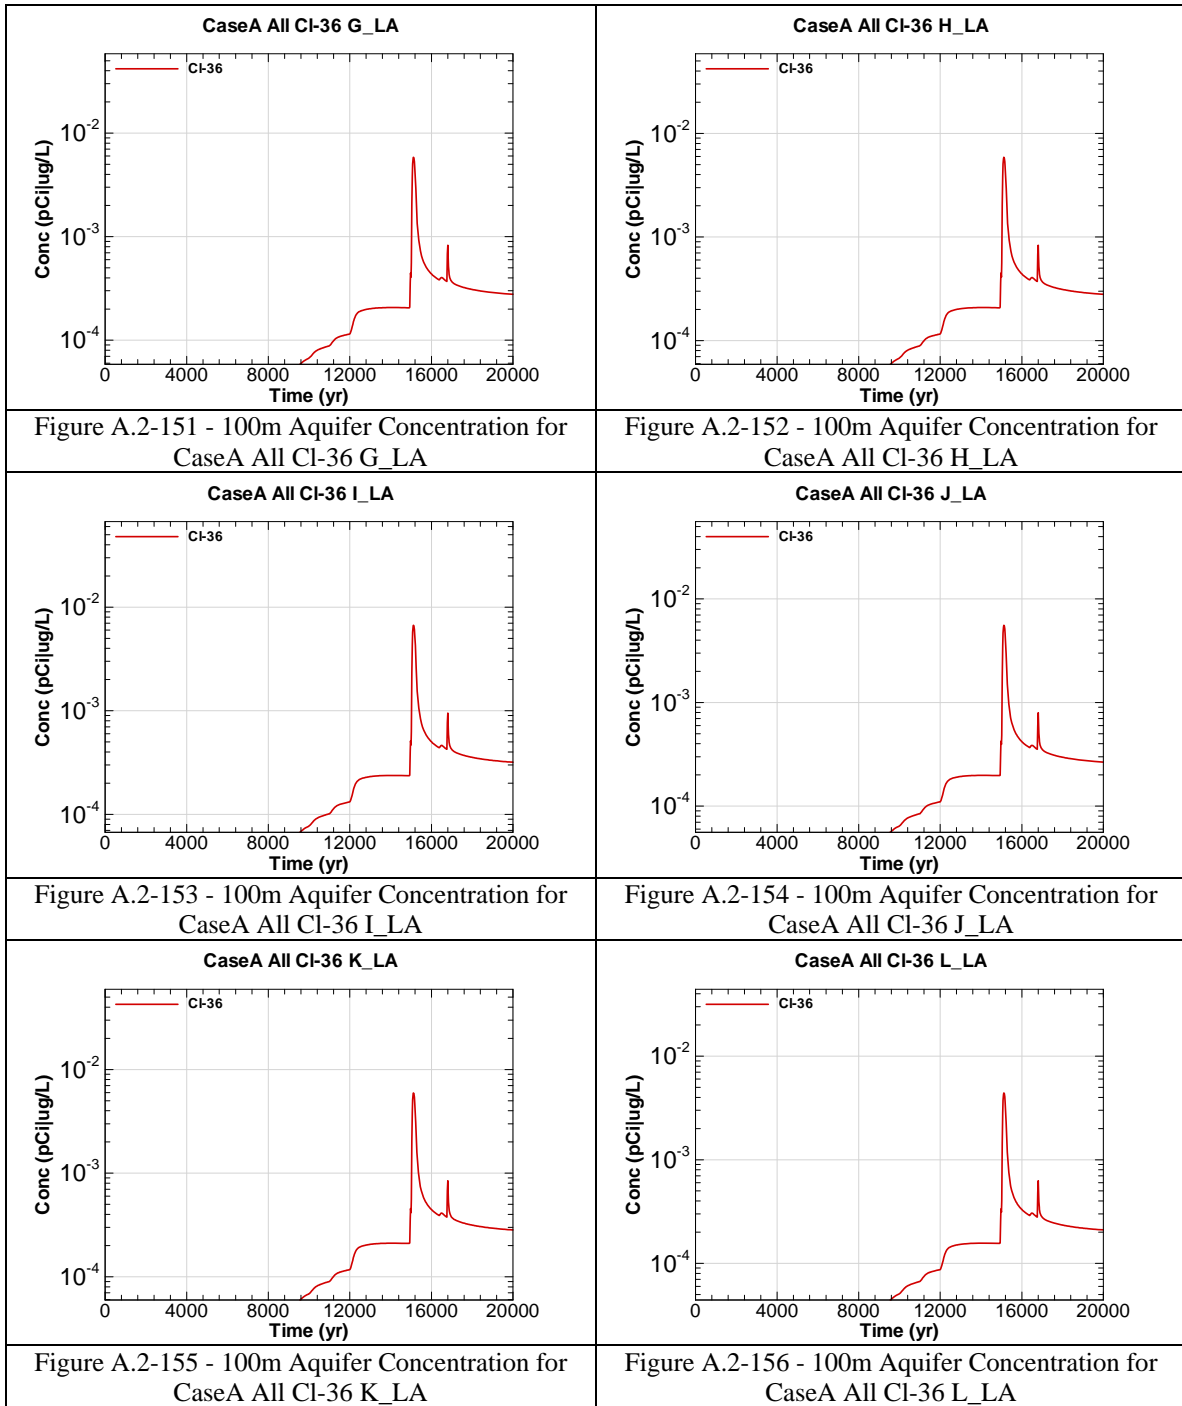 CaseA All Cl-36 G_LA
Cl-36
10-2
10-3
10-4
Conc (pCi|ug/L)
0 4000 8000 12000 16000 20000
Time (yr)
Figure A.2-151 - 100m Aquifer Concentration for
CaseA All Cl-36 G_LA
CaseA All Cl-36 H_LA
Cl-36
10-2
10-3
10-4
Conc (pCi|ug/L)
0 4000 8000 12000 16000 20000
Time (yr)
Figure A.2-152 - 100m Aquifer Concentration for
CaseA All Cl-36 H_LA
CaseA All Cl-36 I_LA
Cl-36
10-2
10-3
10-4
Conc (pCi|ug/L)
0 4000 8000 12000 16000 20000
Time (yr)
Figure A.2-153 - 100m Aquifer Concentration for
CaseA All Cl-36 I_LA
CaseA All Cl-36 J_LA
Cl-36
10-2
10-3
10-4
Conc (pCi|ug/L)
0 4000 8000 12000 16000 20000
Time (yr)
Figure A.2-154 - 100m Aquifer Concentration for
CaseA All Cl-36 J_LA
CaseA All Cl-36 K_LA
Cl-36
10-2
10-3
10-4
Conc (pCi|ug/L)
0 4000 8000 12000 16000 20000
Time (yr)
Figure A.2-155 - 100m Aquifer Concentration for
CaseA All Cl-36 K_LA
CaseA All Cl-36 L_LA
Cl-36
10-2
10-3
10-4
Conc (pCi|ug/L)
0 4000 8000 12000 16000 20000
Time (yr)
Figure A.2-156 - 100m Aquifer Concentration for
CaseA All Cl-36 L_LA